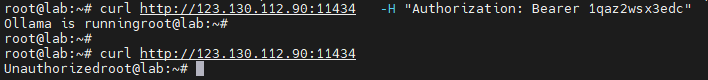 root@lab:~# curl http://123.130.112.90:11434   -H "Authorization: Bearer 1qaz2wsx3edc"
Ollama is runningroot@lab:~#
root@lab:~#
root@lab:~# curl http://123.130.112.90:11434
Unauthorizedroot@lab:~#